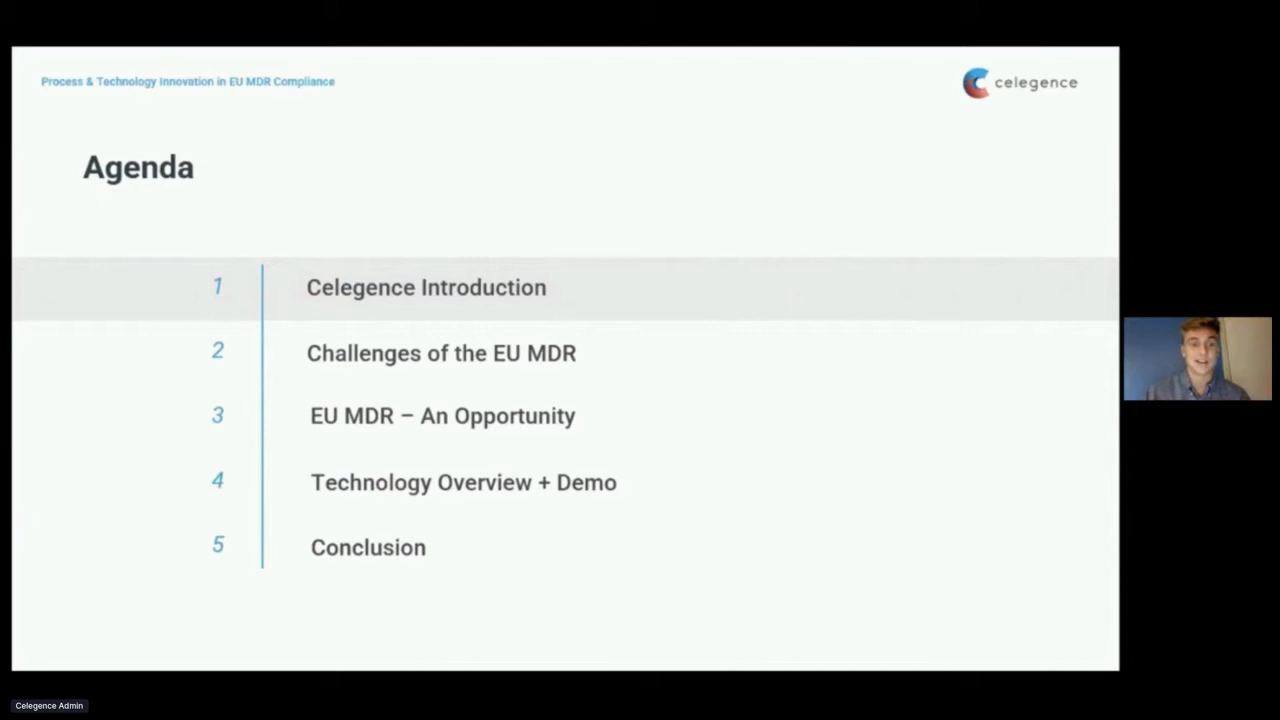 Process & Technology Innovation in EU MDR Compliance
celegence
Agenda
1 Celegence Introduction
2 Challenges of the EU MDR
3 EU MDR – An Opportunity
4 Technology Overview + Demo
5 Conclusion
Celegence Admin